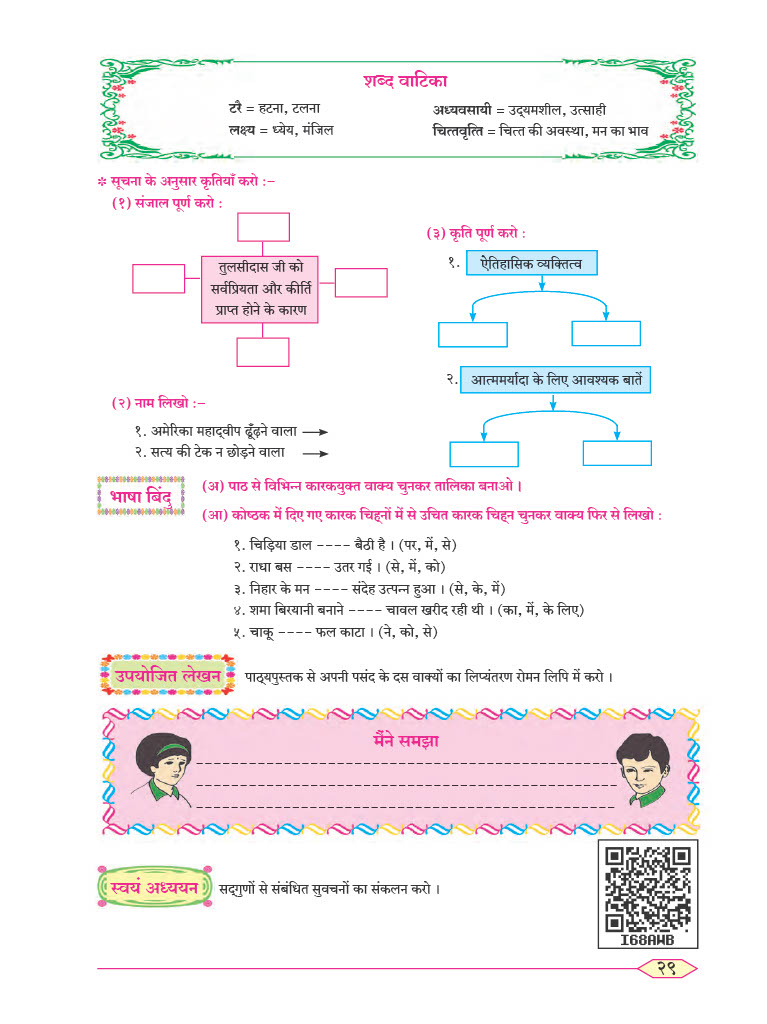 शब्द वाटिका
टरै = हटना, टलना
लक्ष्य = ध्येय, मंजिल
अध्यवसायी = उद्‌यमशील, उत्साही
चित्तवृत्ति = चित्त की अवस्था, मन का भाव
* सूचना के अनुसार कृतियाँ करो :–
(१) संजाल पूर्ण करो :
तुलसीदास जी को
सर्वप्रियता और कीर्ति
प्राप्त होने के कारण
(२) नाम लिखो :–
१. अमेरिका महाद्‌वीप ढूँढ़ने वाला →
२. सत्य की टेक न छोड़ने वाला →
(३) कृति पूर्ण करो :
१. ऐतिहासिक व्यक्तित्व
२. आत्ममर्यादा के लिए आवश्यक बातें
भाषा बिंदु
(अ) पाठ से विभिन्न कारकयुक्त वाक्य चुनकर तालिका बनाओ ।
(आ) कोष्ठक में दिए गए कारक चिह्‌नों में से उचित कारक चिह्‌न चुनकर वाक्य फिर से लिखो :
१. चिड़िया डाल ---- बैठी है । (पर, में, से)
२. राधा बस ---- उतर गई । (से, में, को)
३. निहार के मन ---- संदेह उत्पन्न हुआ । (से, के, में)
४. शमा बिरयानी बनाने ---- चावल खरीद रही थी । (का, में, के लिए)
५. चाकू ---- फल काटा । (ने, को, से)
उपयोजित लेखन
पाठ्‌यपुस्तक से अपनी पसंद के दस वाक्यों का लिप्यंतरण रोमन लिपि में करो ।
मैंने समझा
स्वयं अध्ययन
सद्‌गुणों से संबंधित सुवचनों का संकलन करो ।
I68AWB
२९